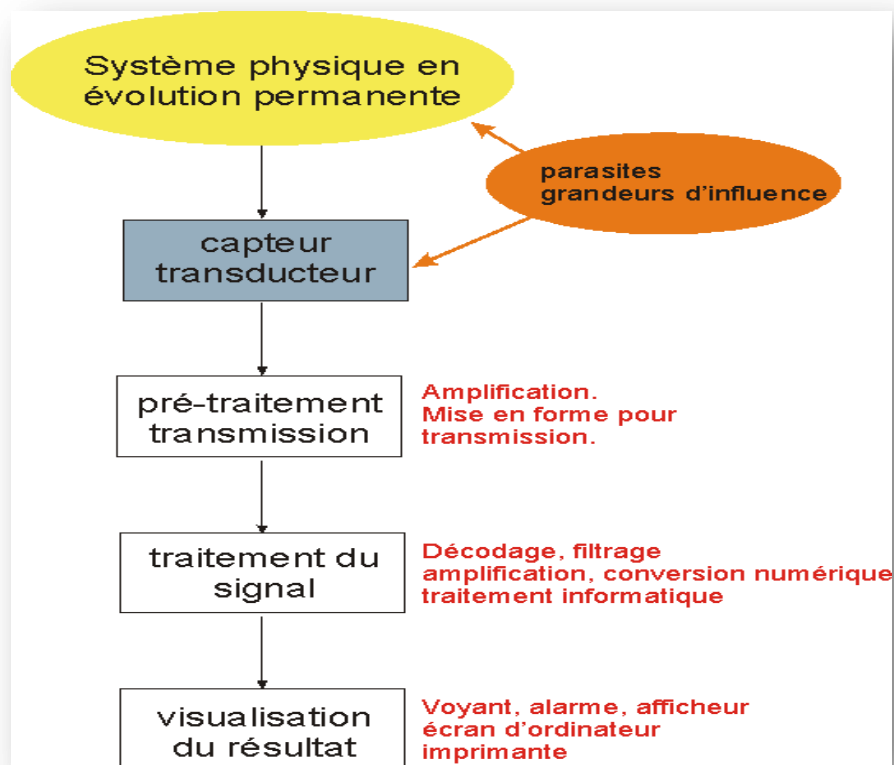 Système physique en
évolution permanente
parasites
grandeurs d'influence
capteur
transducteur
pré-traitement
transmission
Amplification.
Mise en forme pour
transmission.
traitement du
signal
Décodage, filtrage
amplification, conversion numérique
traitement informatique
visualisation
du résultat
Voyant, alarme, afficheur
écran d'ordinateur
imprimante